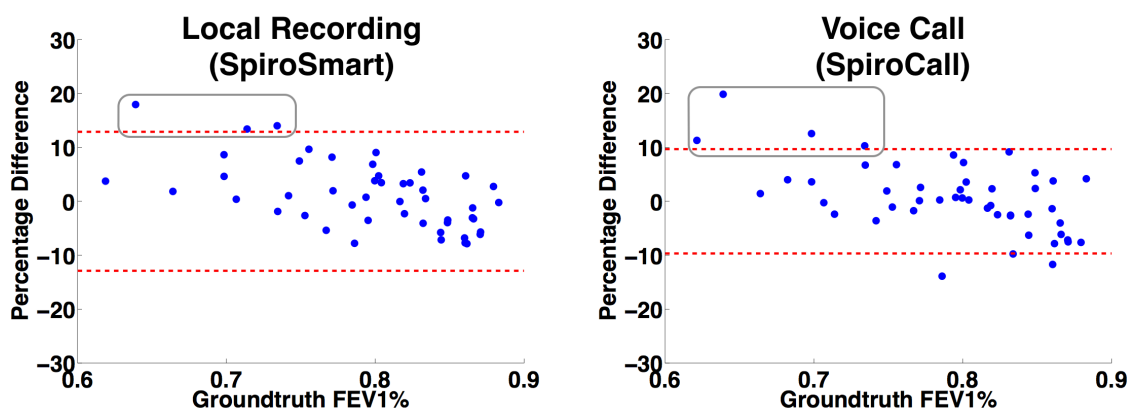 Local Recording
(SpiroSmart)
30
20
10
0
−10
−20
−30
0.6
0.7
0.8
0.9
Percentage Difference
Groundtruth FEV1%
Voice Call
(SpiroCall)
30
20
10
0
−10
−20
−30
0.6
0.7
0.8
0.9
Percentage Difference
Groundtruth FEV1%